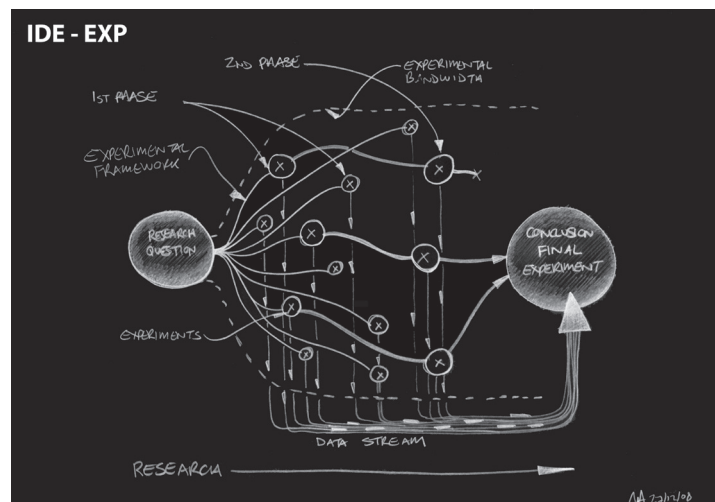 IDE - EXP
2ND PHASE
EXPERIMENTAL
BANDWIDTH
1ST PHASE
EXPERIMENTAL
FRAMEWORK
RESEARCH
QUESTION
CONCLUSION
FINAL
EXPERIMENT
EXPERIMENTS
DATA STREAM
RESEARCH